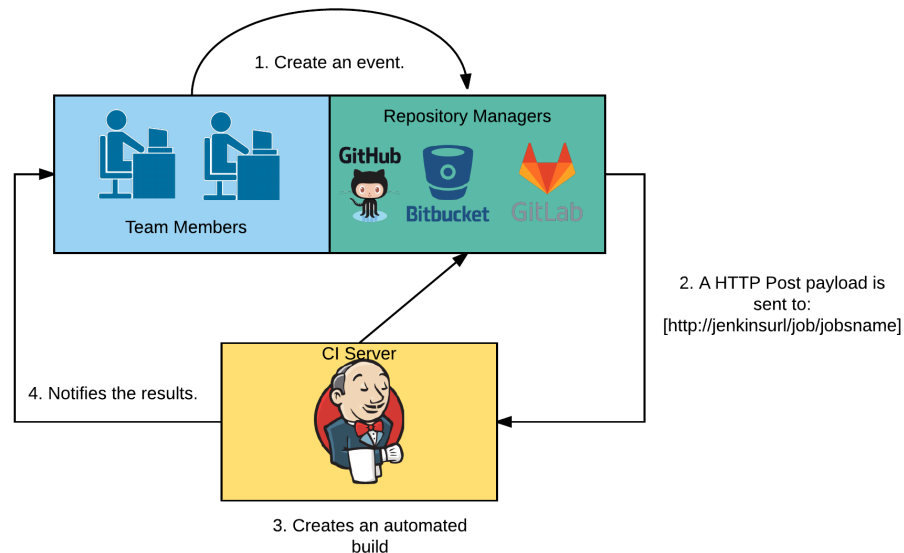 1. Create an event.
Repository Managers
GitHub
Bitbucket
GitLab
Team Members
2. A HTTP Post payload is
sent to:
[http://jenkinsurl/job/jobsname]
CI Server
4. Notifies the results.
3. Creates an automated
build